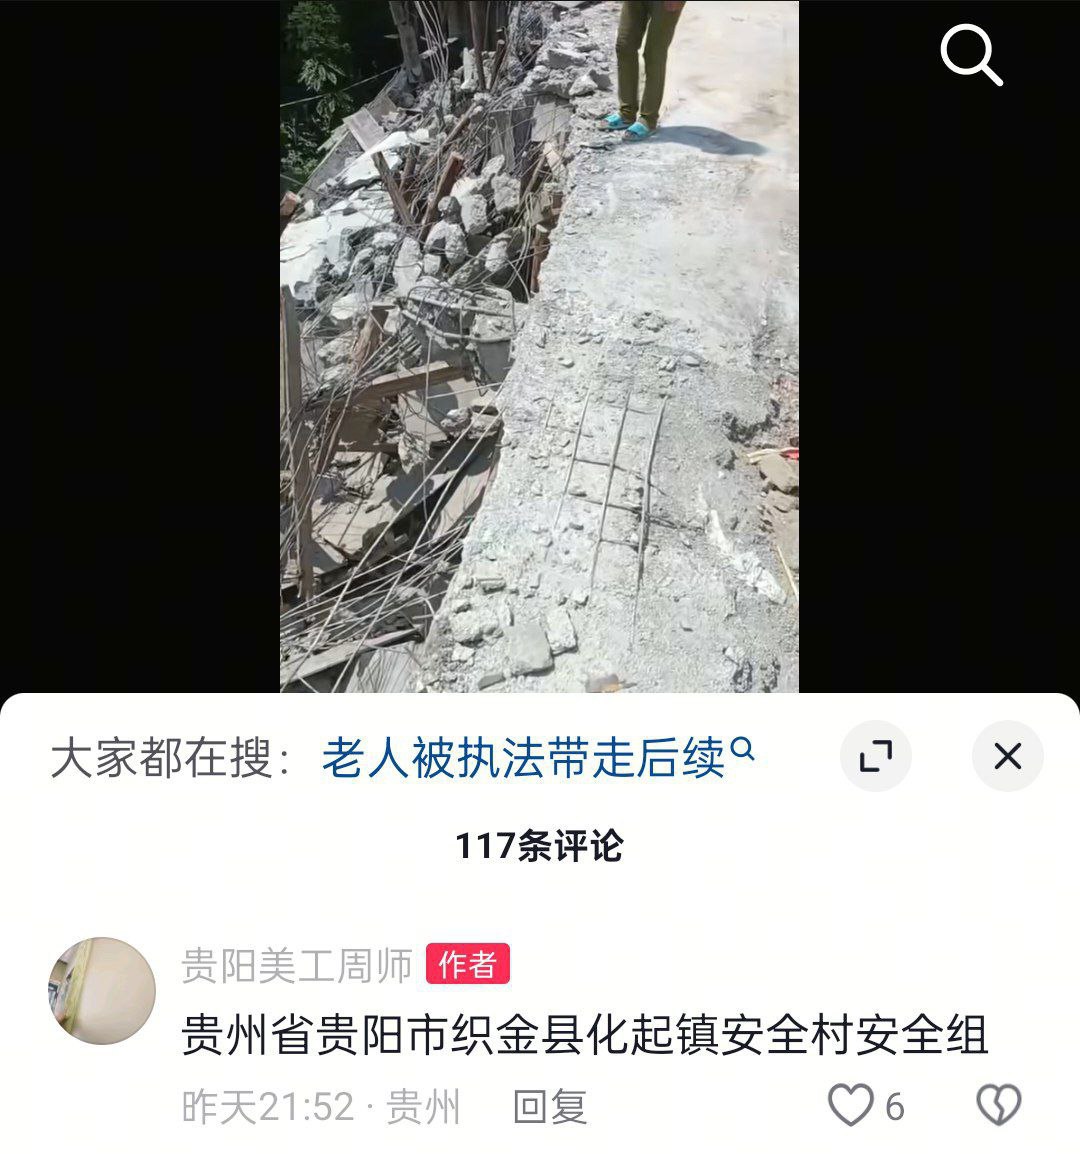 大家都在搜：老人被执法带走后续
117条评论
贵阳美工周师 作者
贵州省贵阳市织金县化起镇安全村安全组
昨天21:52 · 贵州 回复 6